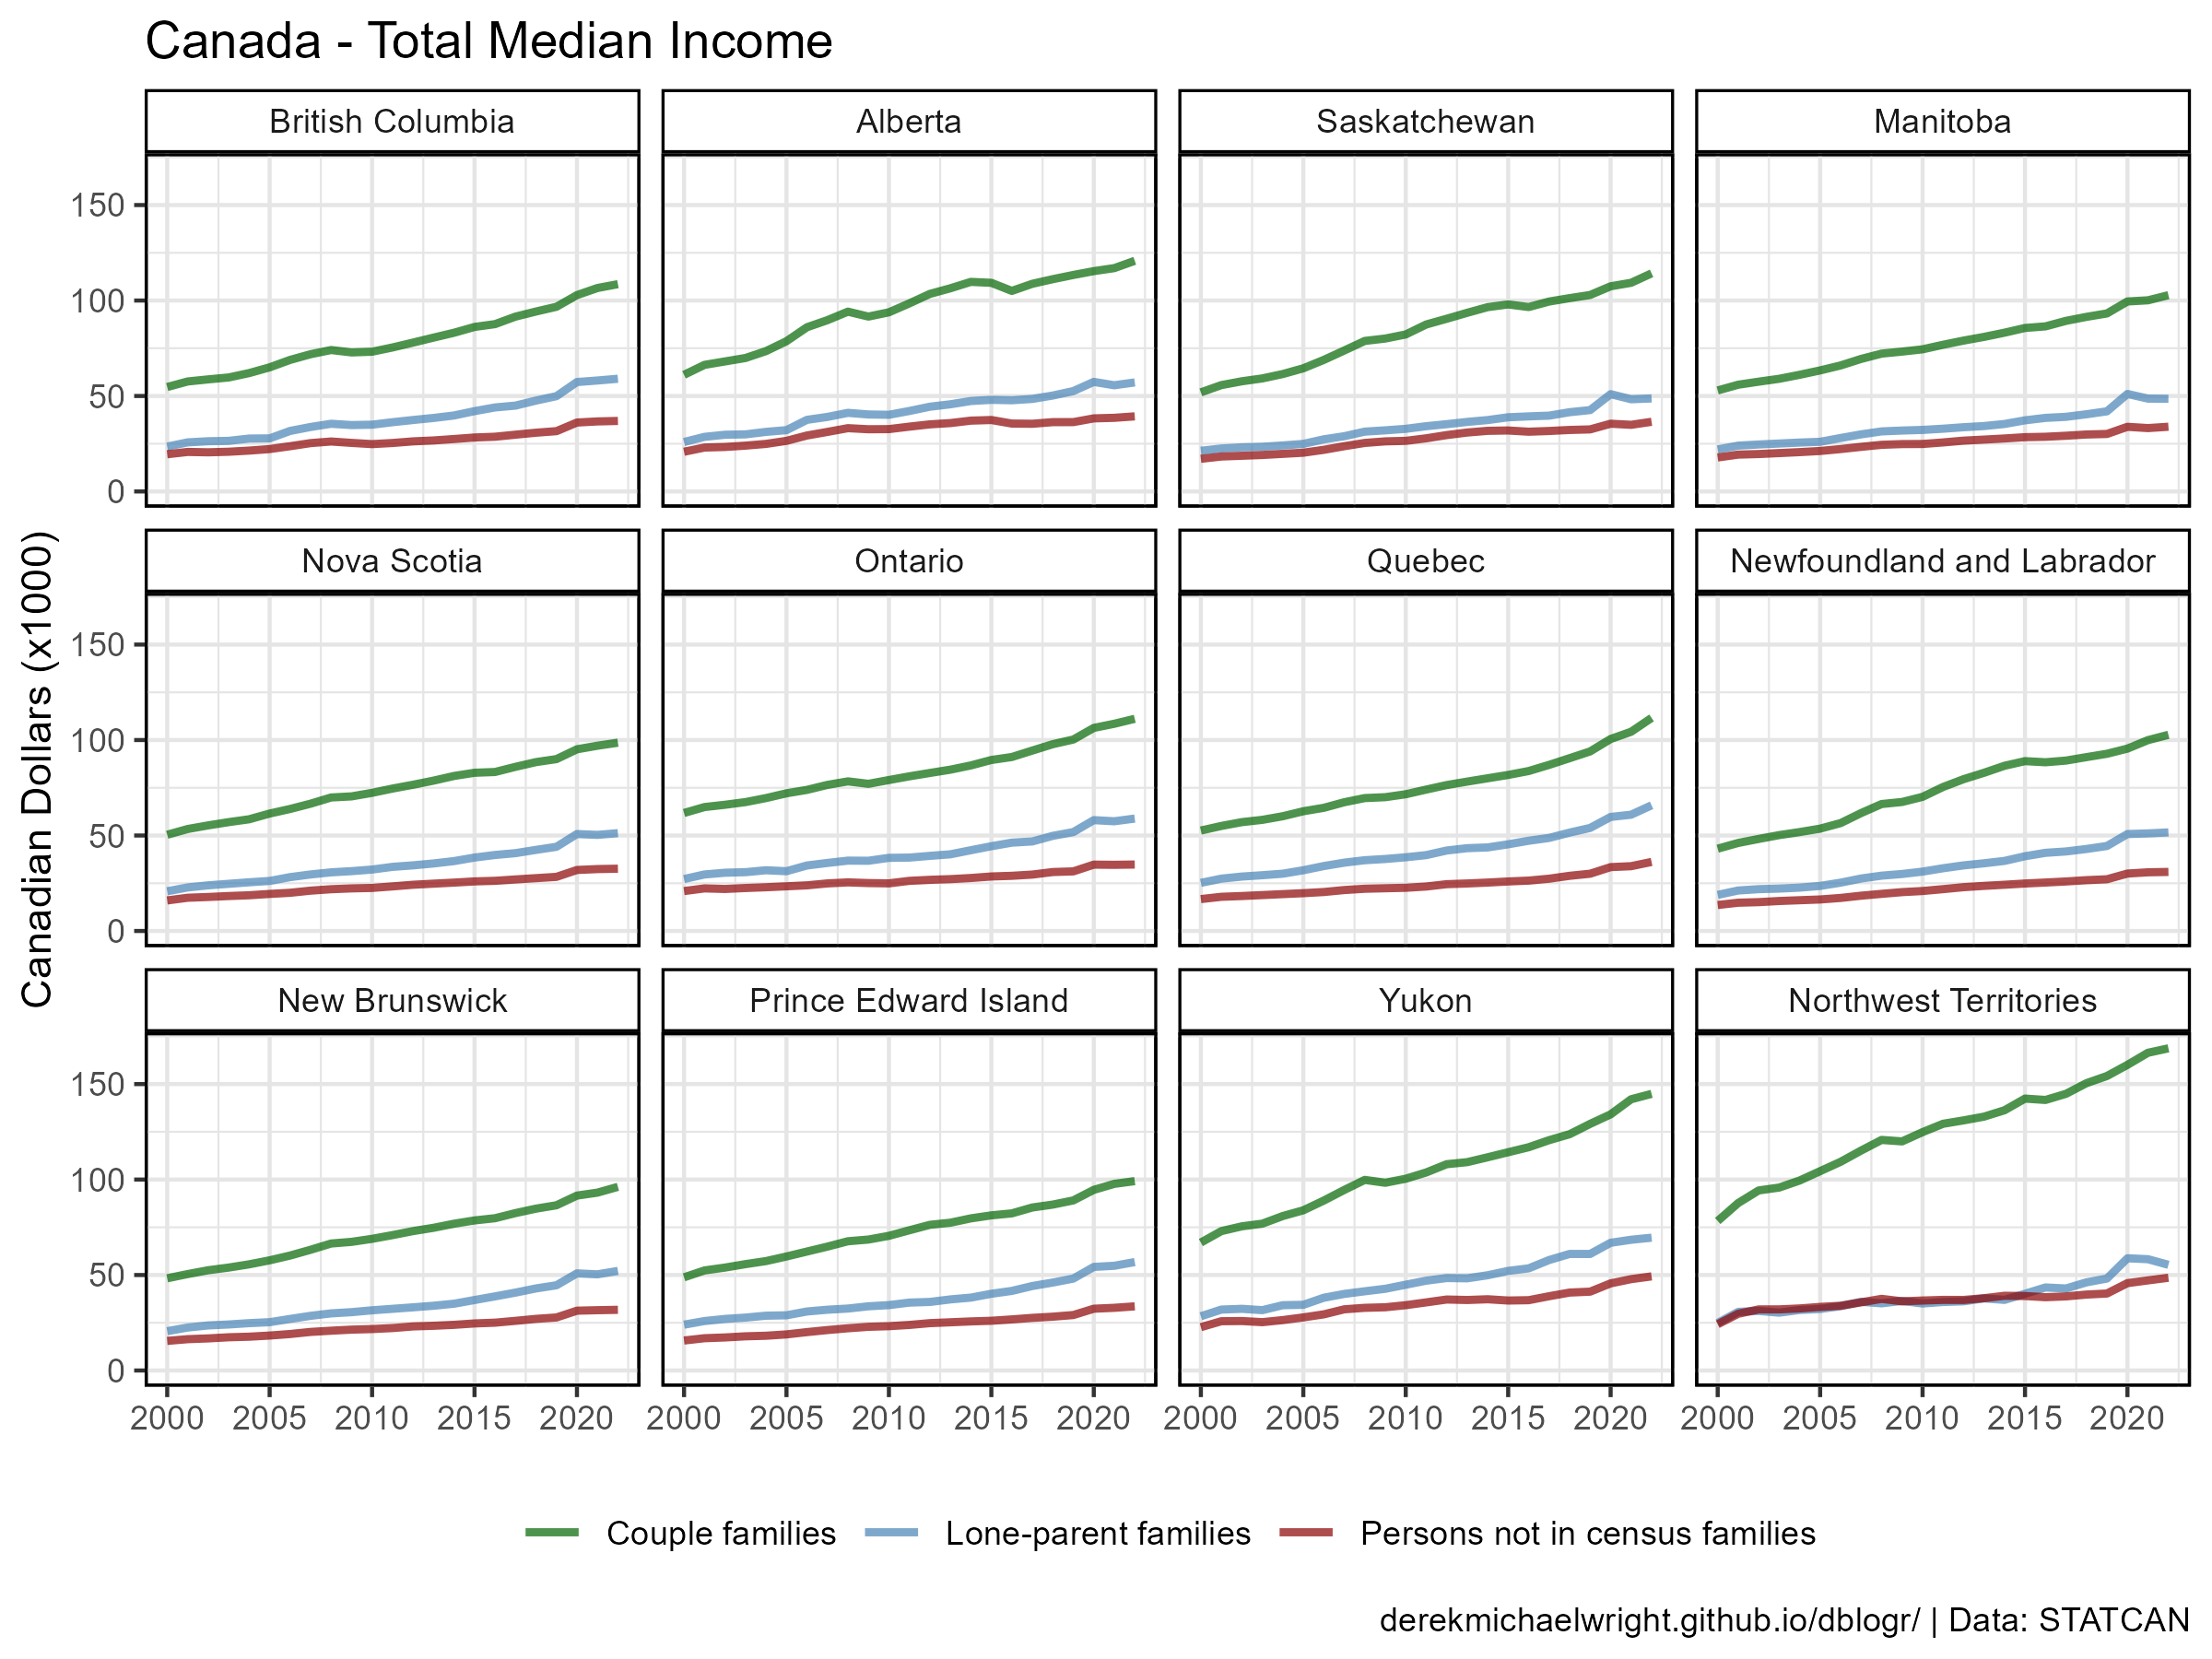 Canada - Total Median Income
British Columbia
Alberta
Saskatchewan
Manitoba
150
100
50
0
Nova Scotia
Ontario
Quebec
Newfoundland and Labrador
150
100
50
0
Canadian Dollars (x1000)
New Brunswick
Prince Edward Island
Yukon
Northwest Territories
150
100
50
0
2000 2005 2010 2015 2020
2000 2005 2010 2015 2020
2000 2005 2010 2015 2020
2000 2005 2010 2015 2020
Couple families
Lone-parent families
Persons not in census families
derekmichaelwright.github.io/dblogr/ | Data: STATCAN